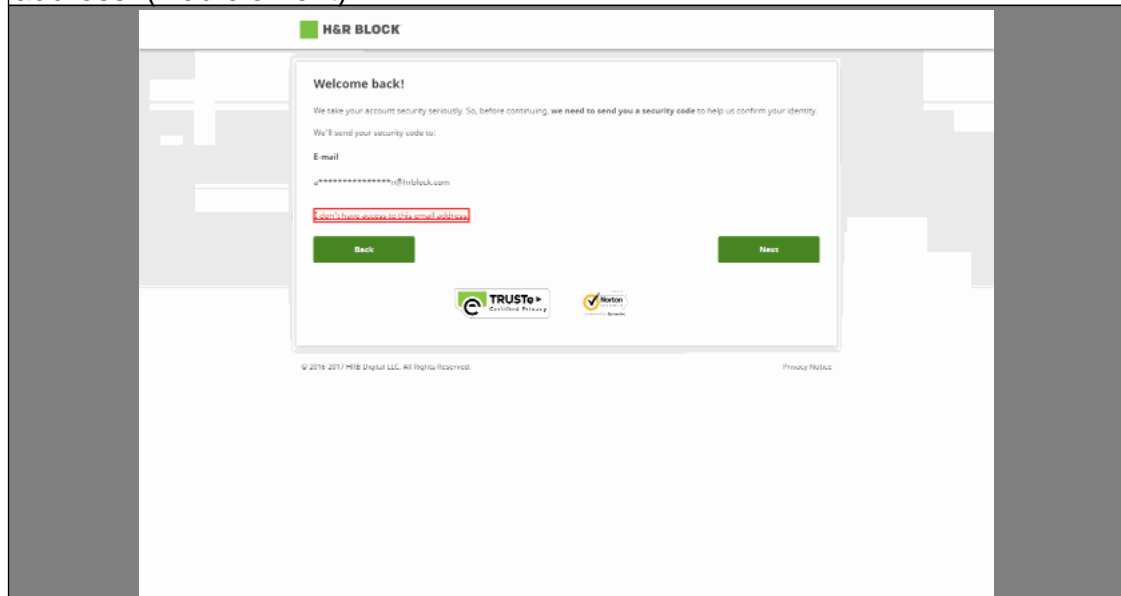 H&R BLOCK
Welcome back!
We take your account security seriously. So, before continuing, we need to send you a security code to help us confirm your identity.
We'll send your security code to:
E-mail
a***************n@hrblock.com
I don't have access to this email address.
Back
Next
TRUSTe
Certified Privacy
Norton
powered by Symantec
© 2016-2017 HRB Digital LLC. All Rights Reserved.
Privacy Notice